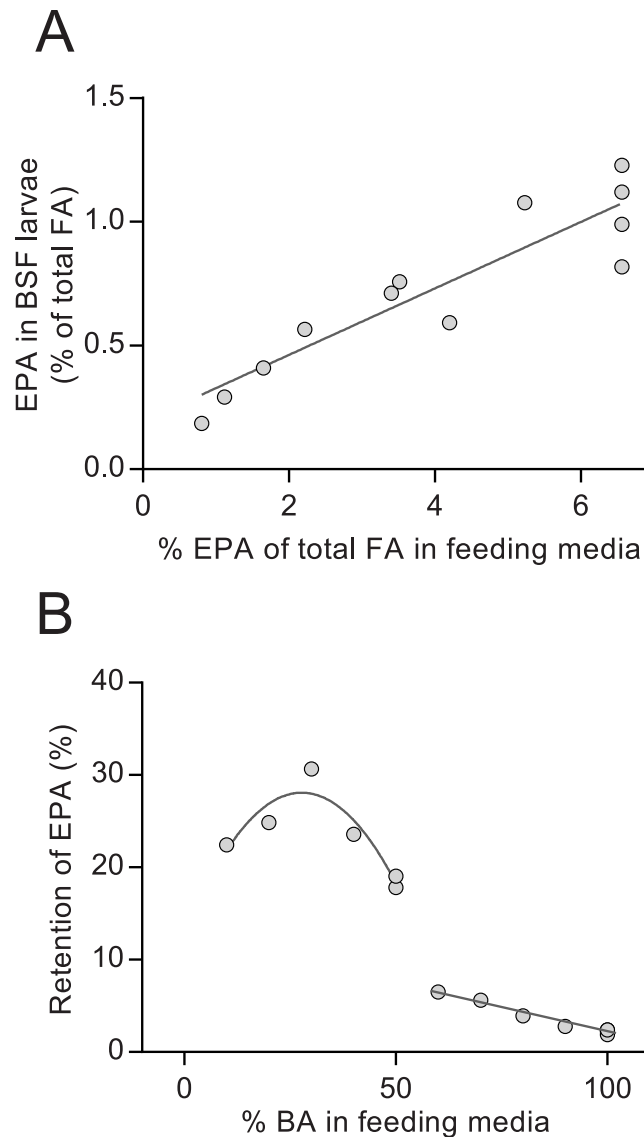 A
1.5
1.0
0.5
0.0
EPA in BSF larvae
(% of total FA)
0 2 4 6
% EPA of total FA in feeding media
B
40
30
20
10
0
Retention of EPA (%)
0 50 100
% BA in feeding media